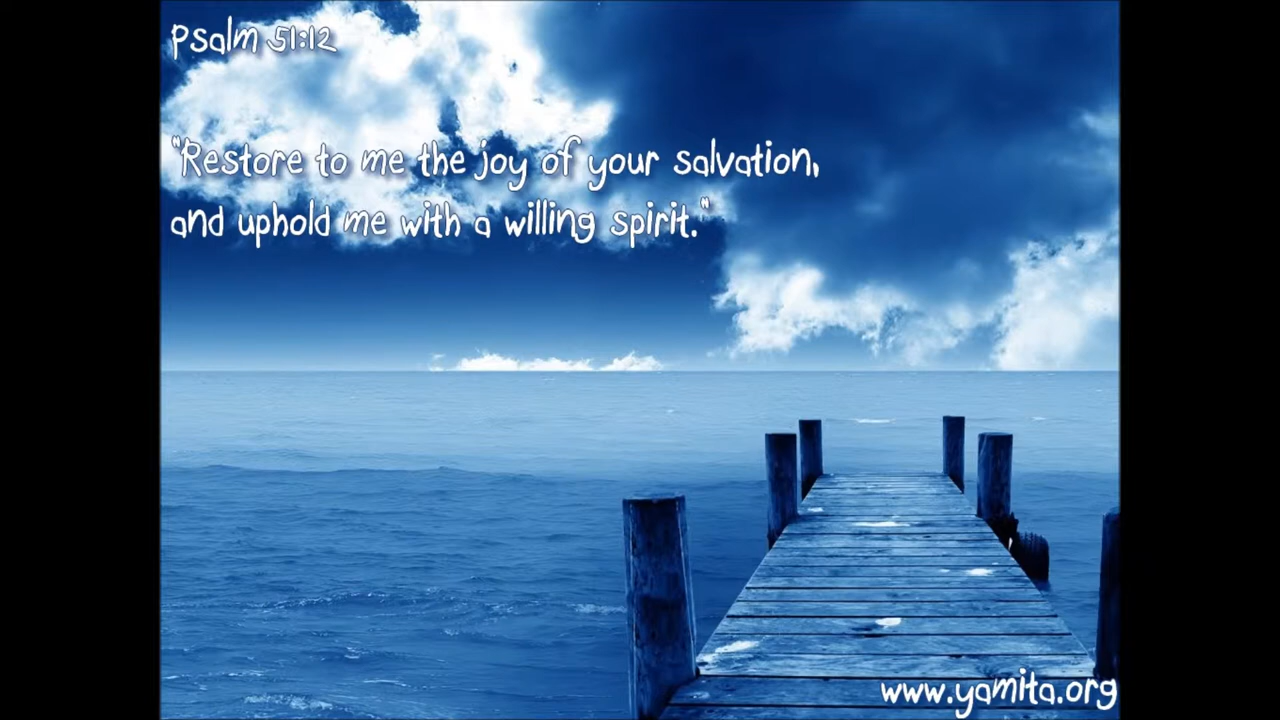 Psalm 51:12
"Restore to me the joy of your salvation,
and uphold me with a willing spirit."
www.yamita.org